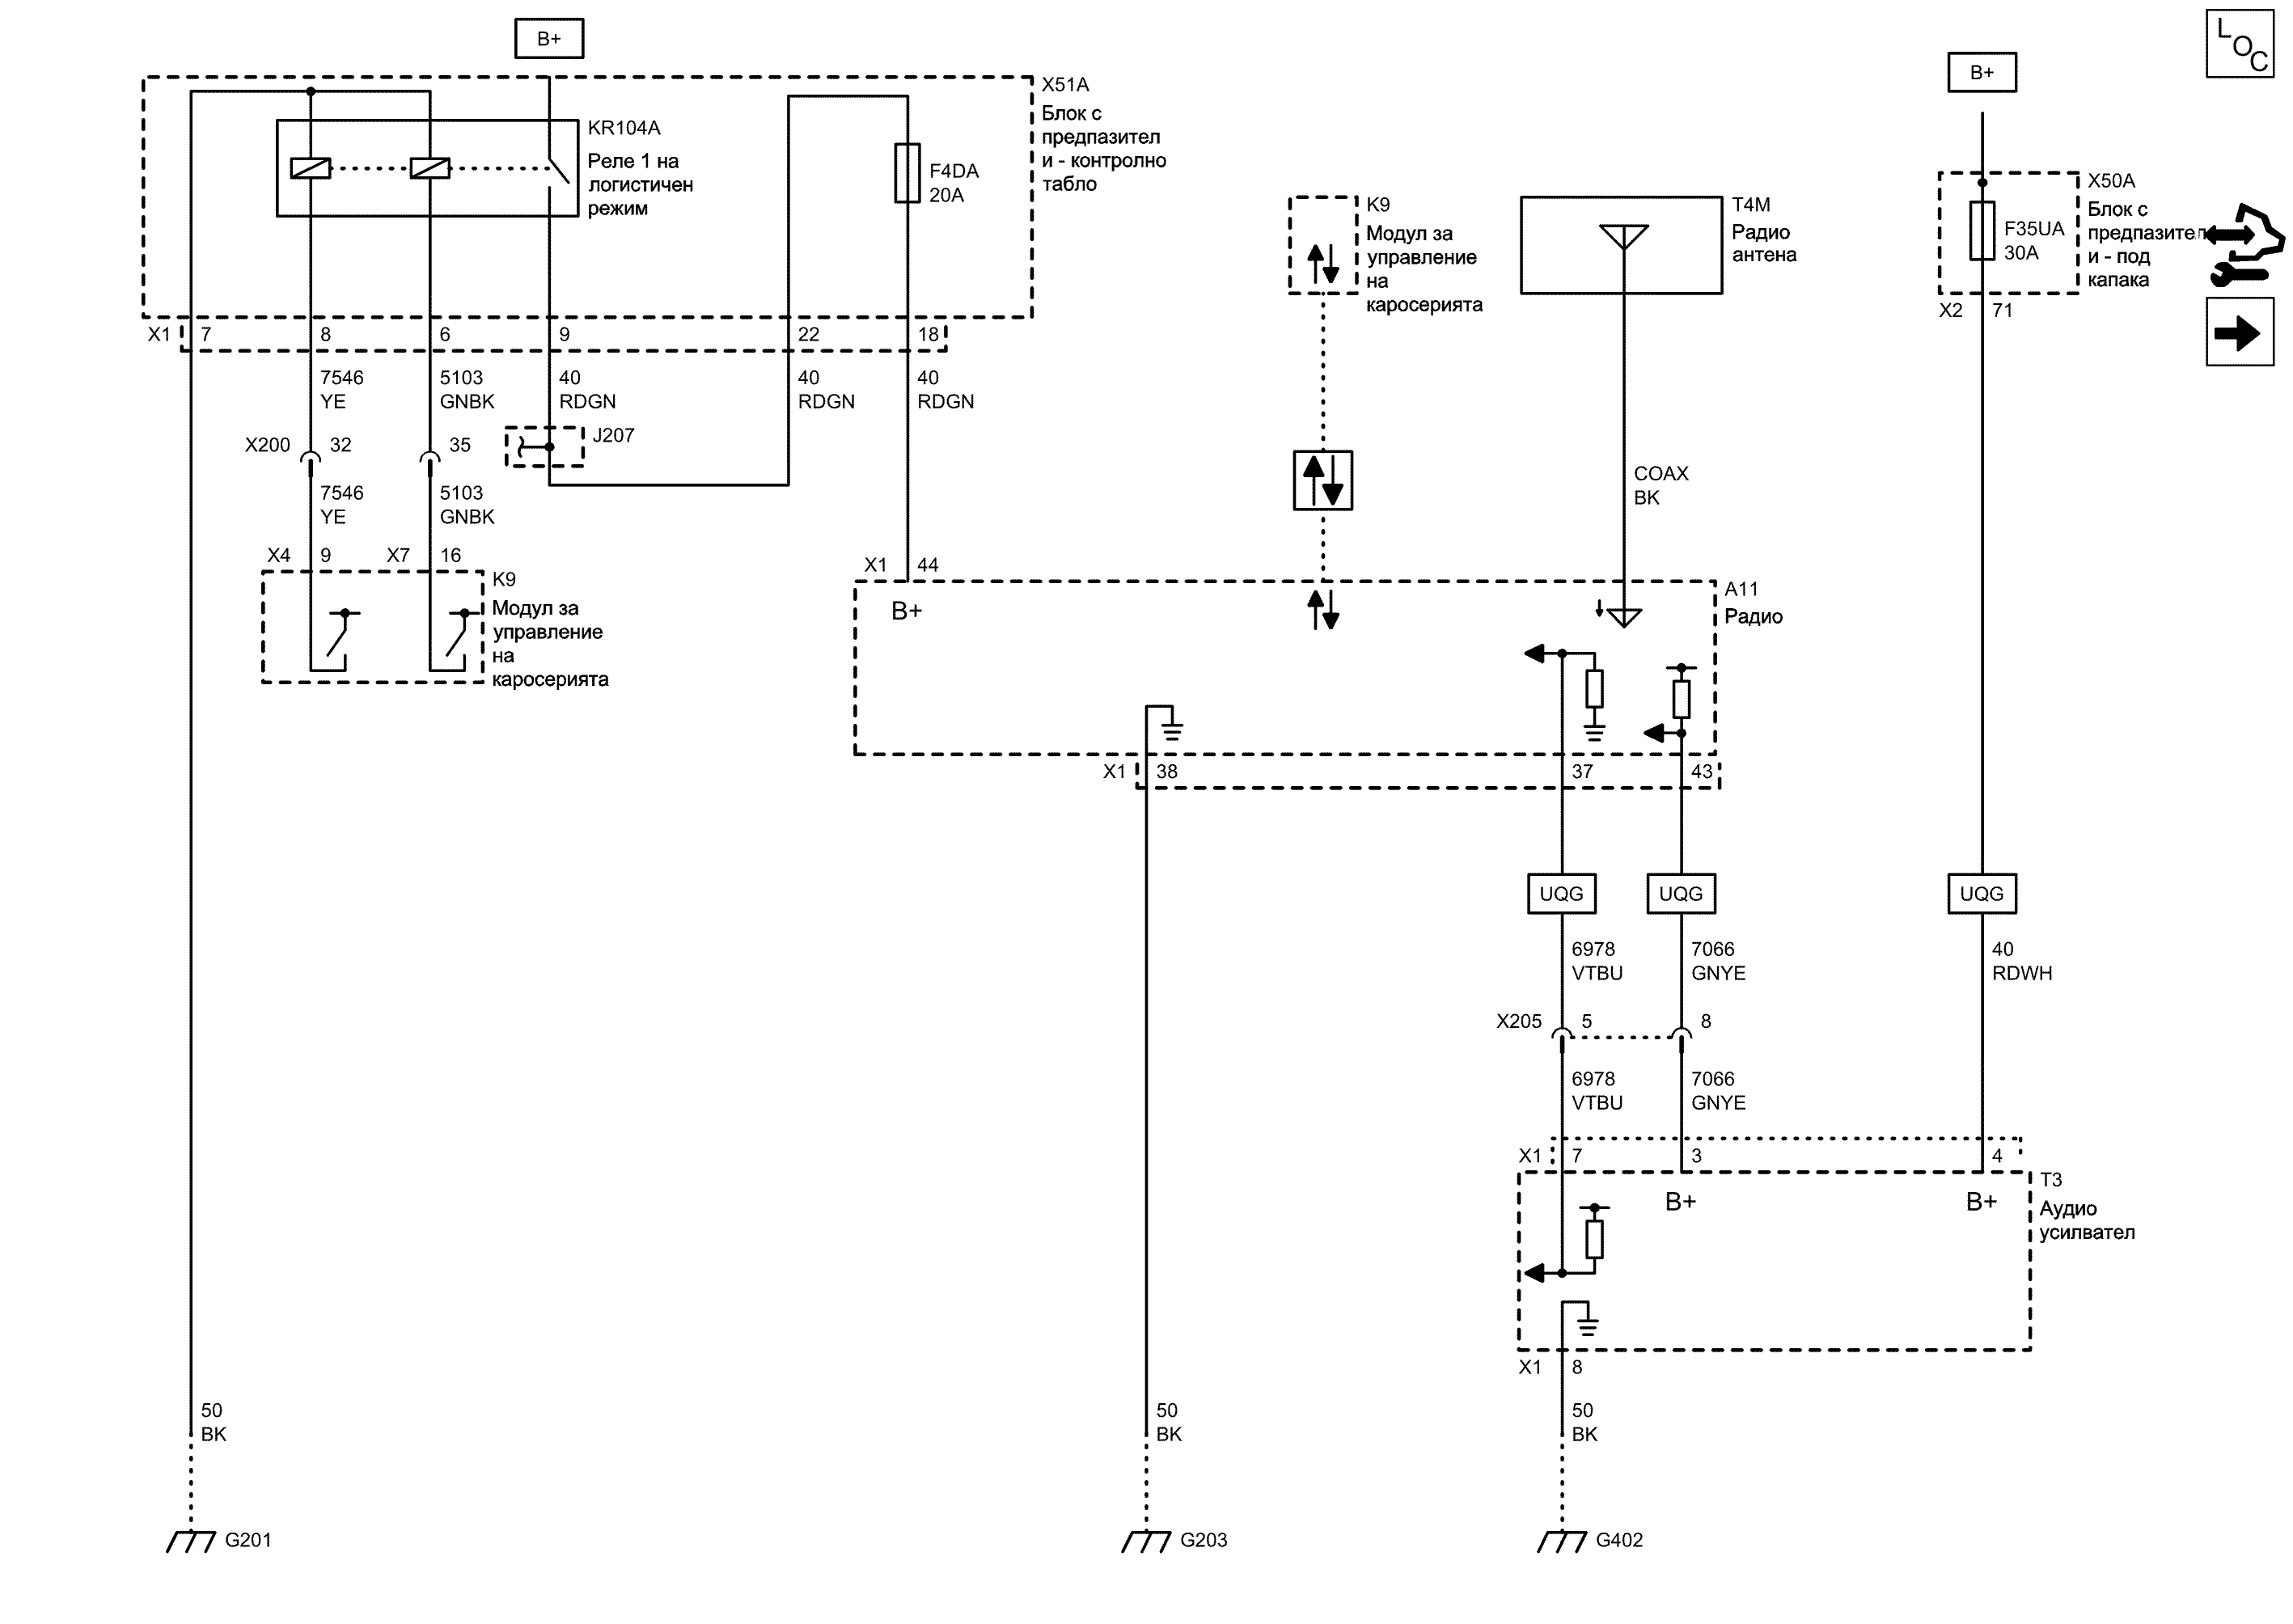 B+
X51A
Блок с
предпазител
и - контролно
табло
KR104A
Реле 1 на
логистичен
режим
F4DA
20A
X1
7
8
6
9
22
18
7546
YE
5103
GNBK
40
RDGN
40
RDGN
40
RDGN
X200
32
35
J207
7546
YE
5103
GNBK
X4
9
X7
16
K9
Модул за
управление
на
каросерията
K9
Модул за
управление
на
каросерията
T4M
Радио
антена
B+
X50A
Блок с
предпазител
и - под
капака
F35UA
30A
X2
71
LOC
COAX
BK
X1
44
B+
A11
Радио
X1
38
37
43
UQG
UQG
UQG
6978
VTBU
7066
GNYE
40
RDWH
X205
5
8
6978
VTBU
7066
GNYE
X1
7
3
4
B+
B+
T3
Аудио
усилвател
X1
8
50
BK
50
BK
50
BK
G201
G203
G402